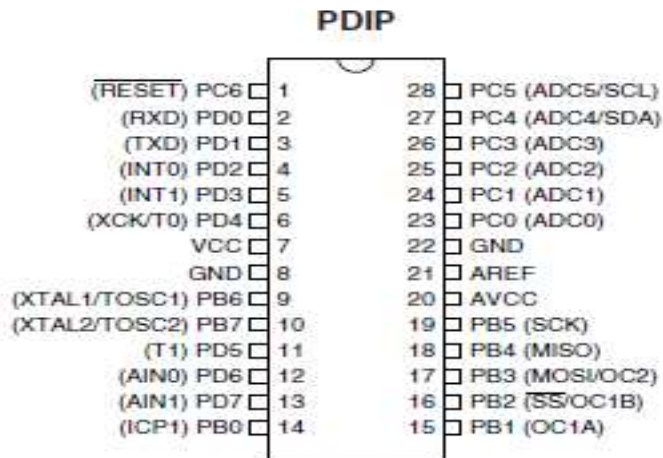 PDIP
(RESET) PC6 1 28 PC5 (ADC5/SCL)
(RXD) PD0 2 27 PC4 (ADC4/SDA)
(TXD) PD1 3 26 PC3 (ADC3)
(INT0) PD2 4 25 PC2 (ADC2)
(INT1) PD3 5 24 PC1 (ADC1)
(XCK/T0) PD4 6 23 PC0 (ADC0)
VCC 7 22 GND
GND 8 21 AREF
(XTAL1/TOSC1) PB6 9 20 AVCC
(XTAL2/TOSC2) PB7 10 19 PB5 (SCK)
(T1) PD5 11 18 PB4 (MISO)
(AIN0) PD6 12 17 PB3 (MOSI/OC2)
(AIN1) PD7 13 16 PB2 (SS/OC1B)
(ICP1) PB0 14 15 PB1 (OC1A)